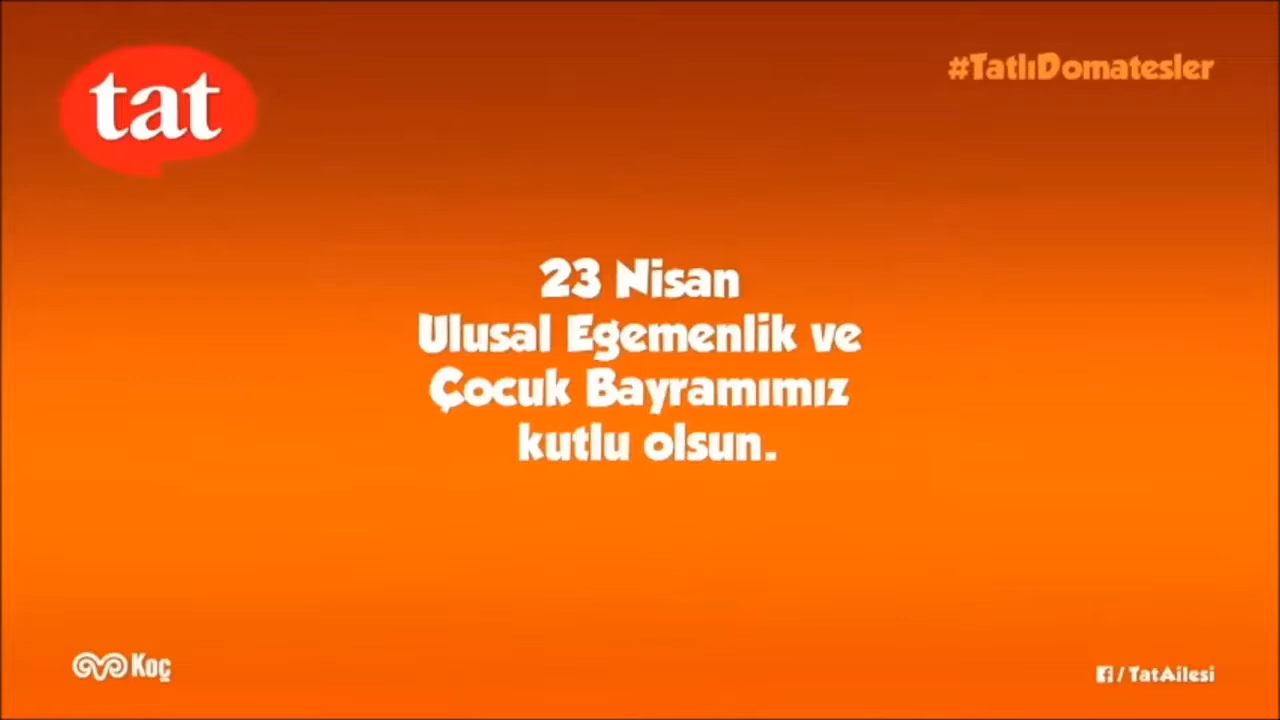 tat
#TatlıDomatesler
23 Nisan
Ulusal Egemenlik ve
Çocuk Bayramımız
kutlu olsun.
Koç
f/TatAilesi